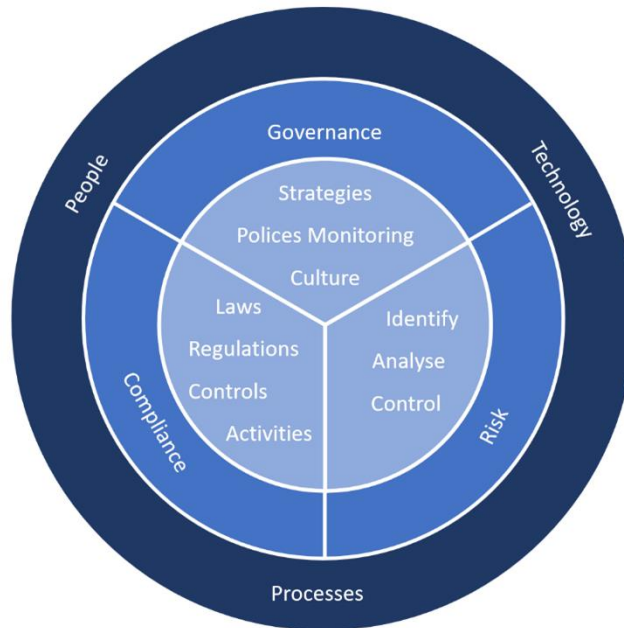 People
Technology
Processes
Governance
Compliance
Risk
Strategies
Polices Monitoring
Culture
Laws
Regulations
Controls
Activities
Identify
Analyse
Control